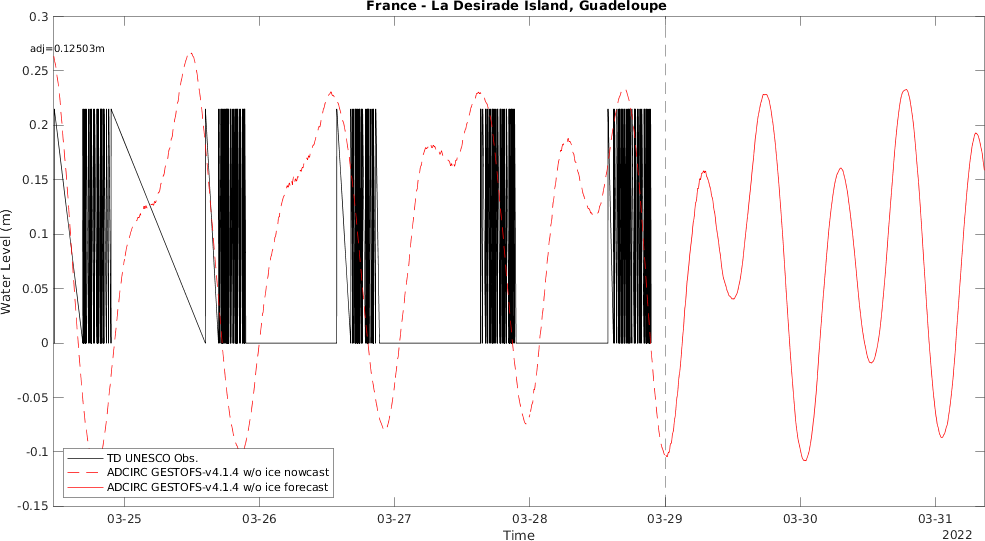 France - La Desirade Island, Guadeloupe
adj=0.12503m
0.3
0.25
0.2
0.15
0.1
0.05
0
-0.05
-0.1
-0.15
Water Level (m)
TD UNESCO Obs.
ADCIRC GESTOFS-v4.1.4 w/o ice nowcast
ADCIRC GESTOFS-v4.1.4 w/o ice forecast
03-25 03-26 03-27 03-28 03-29 03-30 03-31
Time
2022